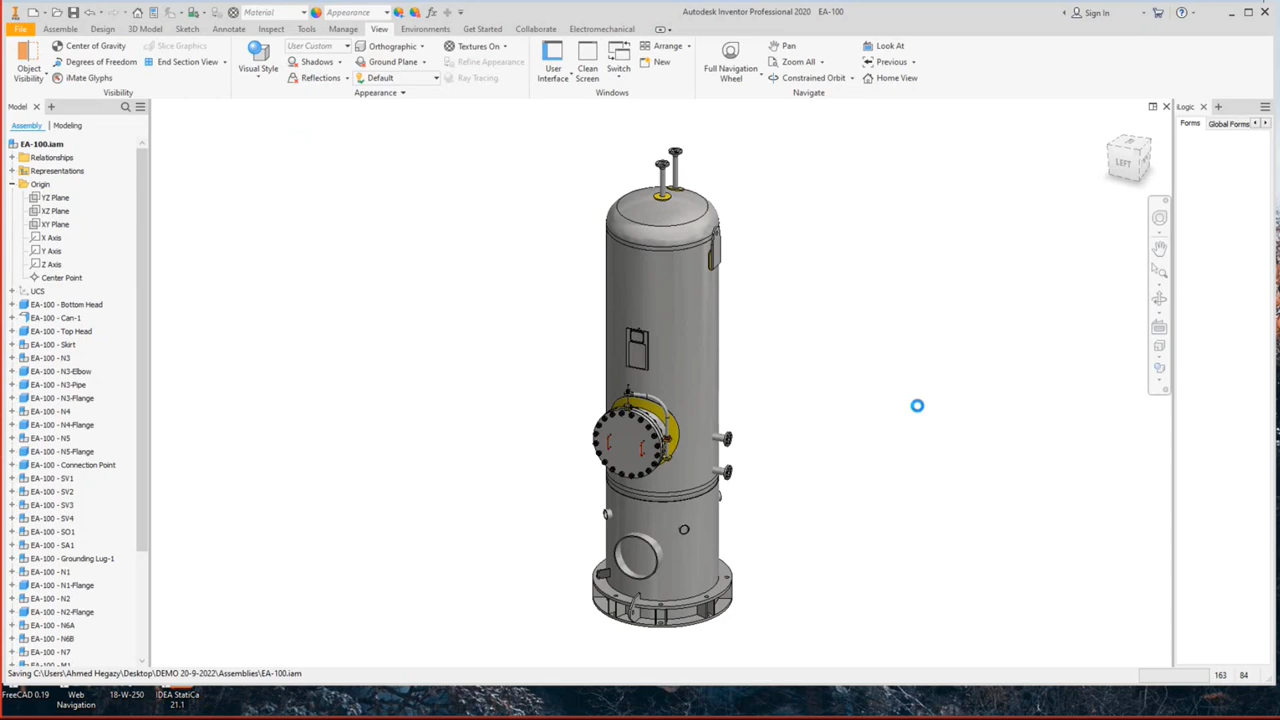 Material
Appearance
Autodesk Inventor Professional 2020 EA-100
Sign In
File Assemble Design 3D Model Sketch Annotate Inspect Tools Manage View Environments Get Started Collaborate Electromechanical
Object Visibility
Center of Gravity
Degrees of Freedom
iMate Glyphs
Slice Graphics
End Section View
Visibility
Visual Style
User Custom
Shadows
Reflections
Orthographic
Ground Plane
Default
Textures On
Refine Appearance
Ray Tracing
Appearance
User Interface
Clean Screen
Switch
Arrange
New
Windows
Full Navigation Wheel
Pan
Zoom All
Constrained Orbit
Look At
Previous
Home View
Navigate
Model
Assembly Modeling
EA-100.iam
Relationships
Representations
Origin
YZ Plane
XZ Plane
XY Plane
X Axis
Y Axis
Z Axis
Center Point
UCS
EA-100 - Bottom Head
EA-100 - Can-1
EA-100 - Top Head
EA-100 - Skirt
EA-100 - N3
EA-100 - N3-Elbow
EA-100 - N3-Pipe
EA-100 - N3-Flange
EA-100 - N4
EA-100 - N4-Flange
EA-100 - N5
EA-100 - N5-Flange
EA-100 - Connection Point
EA-100 - SV1
EA-100 - SV2
EA-100 - SV3
EA-100 - SV4
EA-100 - SO1
EA-100 - SA1
EA-100 - Grounding Lug-1
EA-100 - N1
EA-100 - N1-Flange
EA-100 - N2
EA-100 - N2-Flange
EA-100 - N6A
EA-100 - N6B
EA-100 - N7
EA-100 - M1
LEFT
iLogic
Forms Global Forms
Saving C:\Users\Ahmed Hegazy\Desktop\DEMO 20-9-2022\Assemblies\EA-100.iam
163 84
FreeCAD 0.19
Web Navigation
18-W-250
IDEA StatiCa 21.1